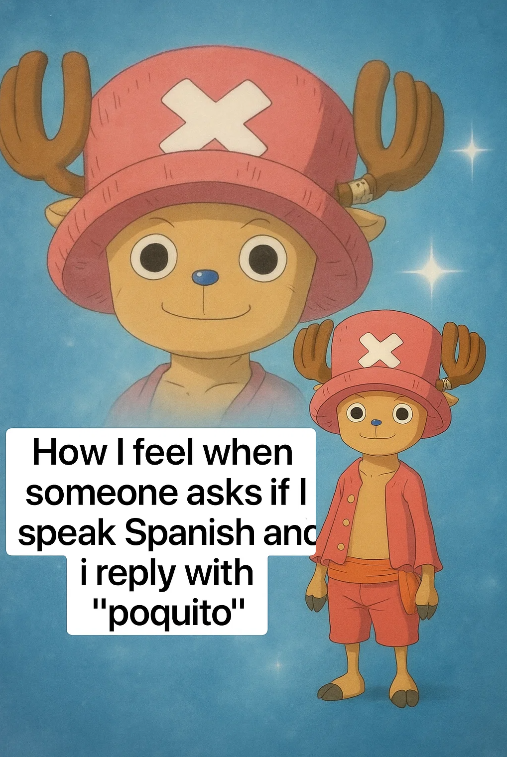 How I feel when
someone asks if I
speak Spanish and
i reply with
"poquito"